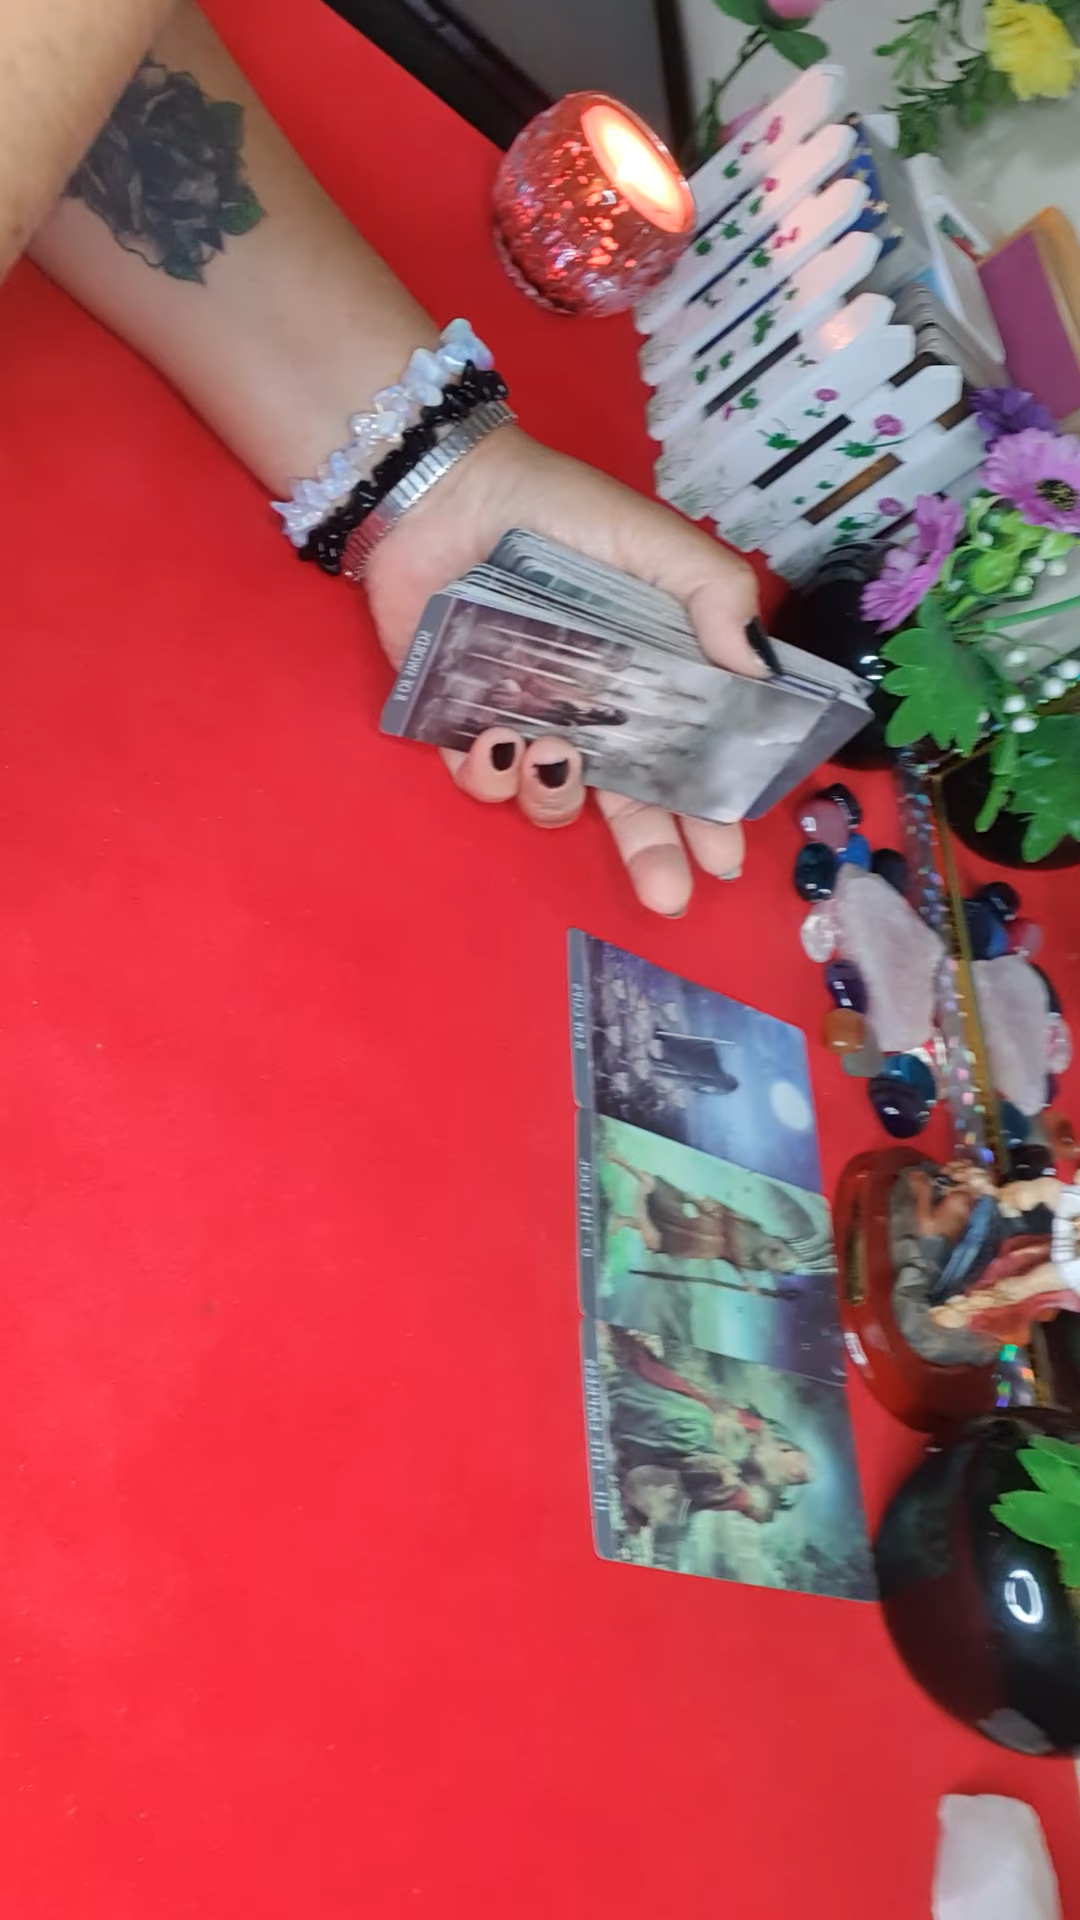 8 OF SWORDS
8 OF CUPS
0 - THE FOOL
III - THE EMPRESS